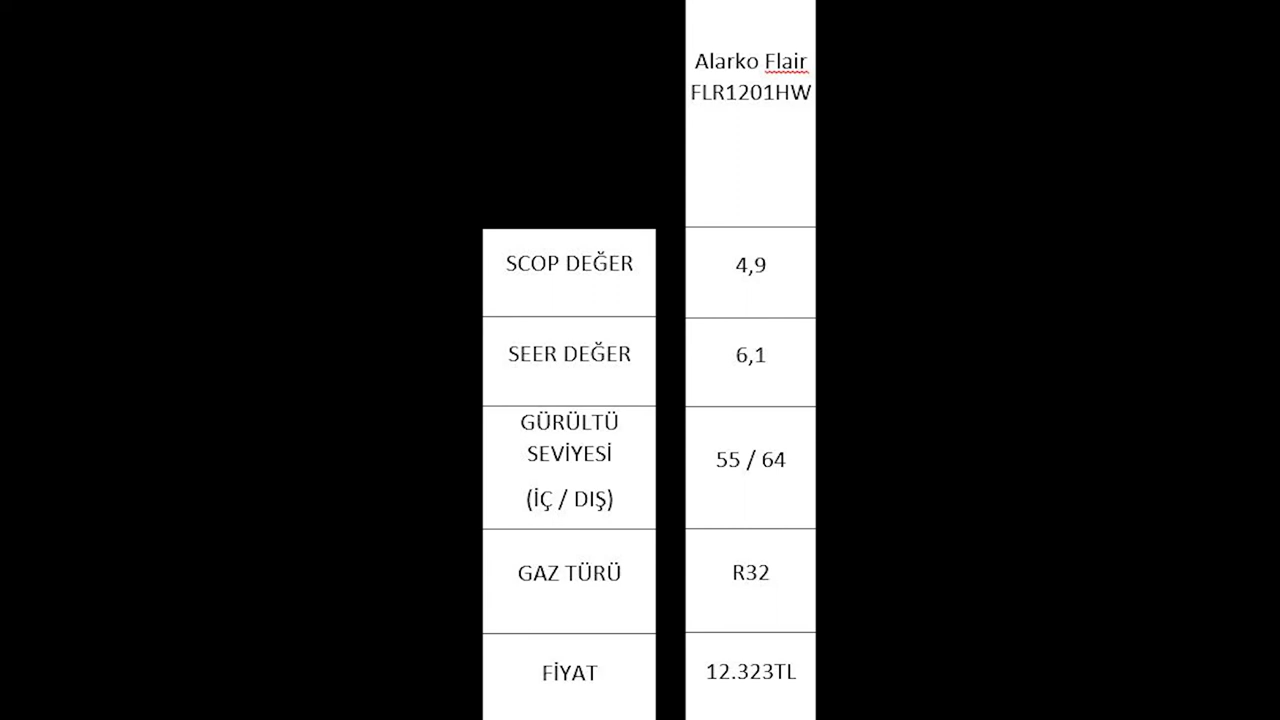 Alarko Flair
FLR1201HW
SCOP DEĞER
4,9
SEER DEĞER
6,1
GÜRÜLTÜ
SEVİYESİ
(İÇ / DIŞ)
55 / 64
GAZ TÜRÜ
R32
FİYAT
12.323TL